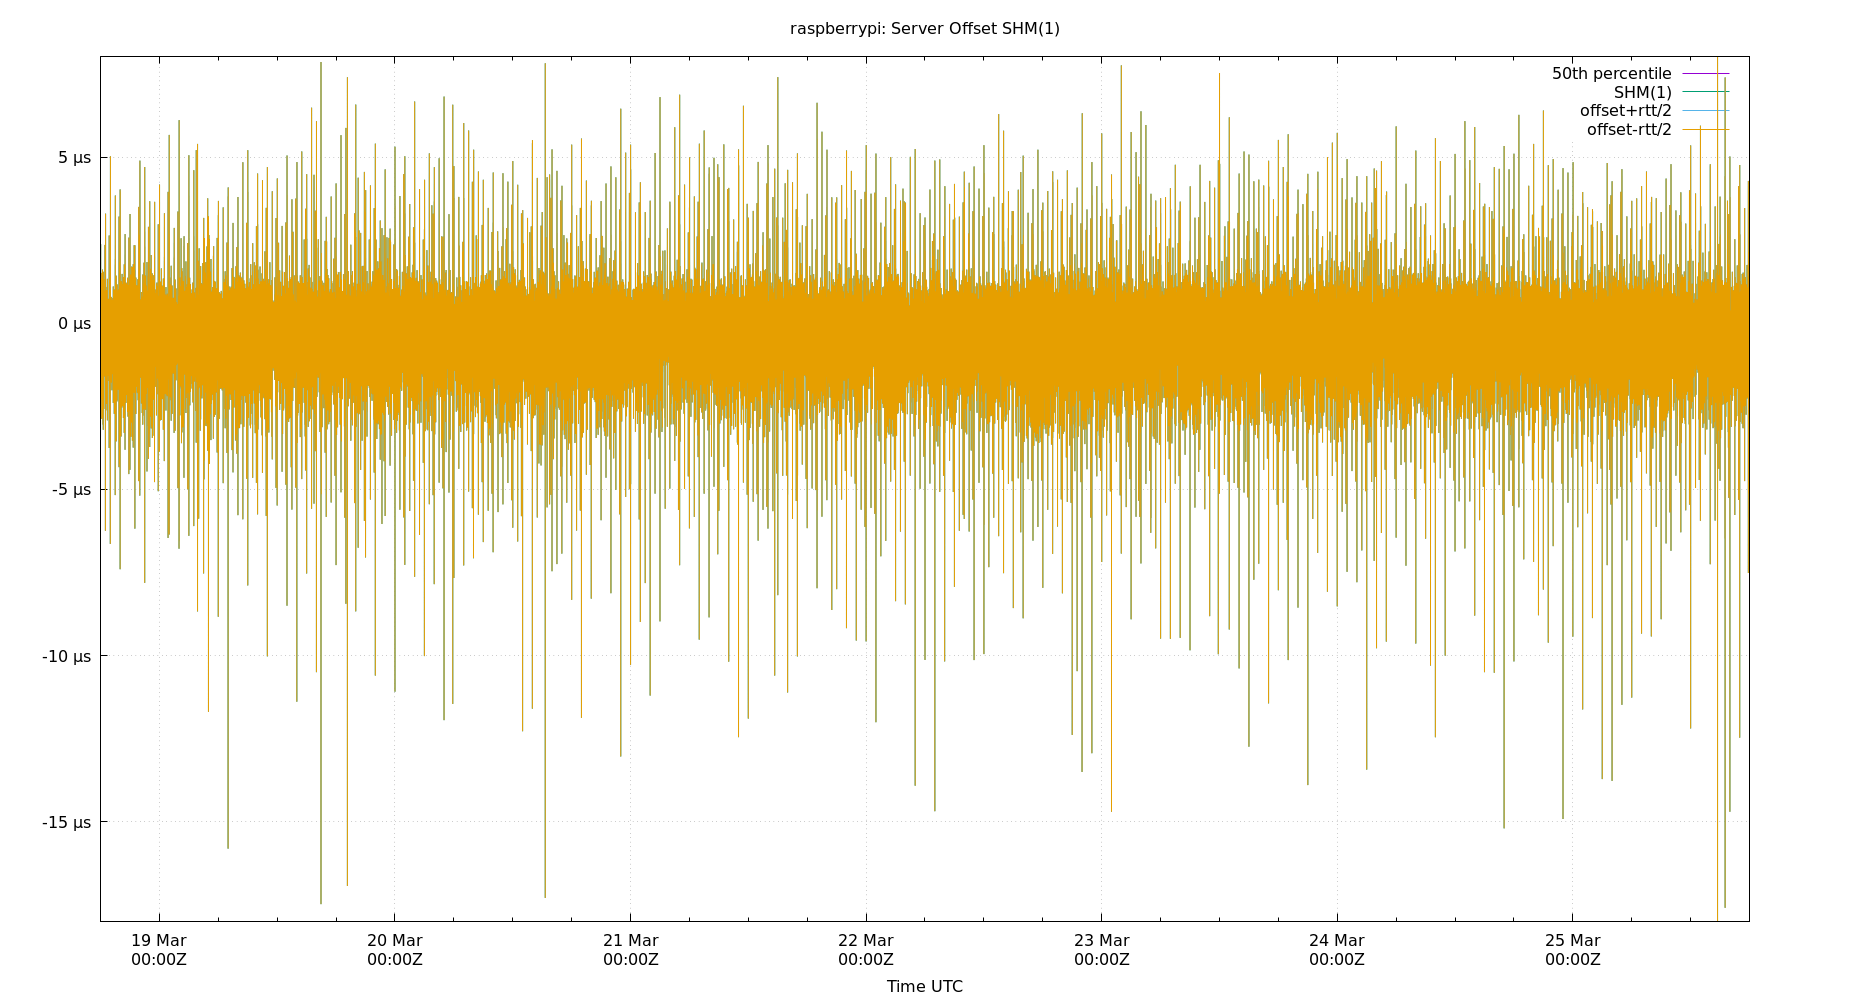 raspberrypi: Server Offset SHM(1)
50th percentile
SHM(1)
offset+rtt/2
offset-rtt/2
5 µs
0 µs
-5 µs
-10 µs
-15 µs
19 Mar 20 Mar 21 Mar 22 Mar 23 Mar 24 Mar 25 Mar
00:00Z 00:00Z 00:00Z 00:00Z 00:00Z 00:00Z 00:00Z
Time UTC